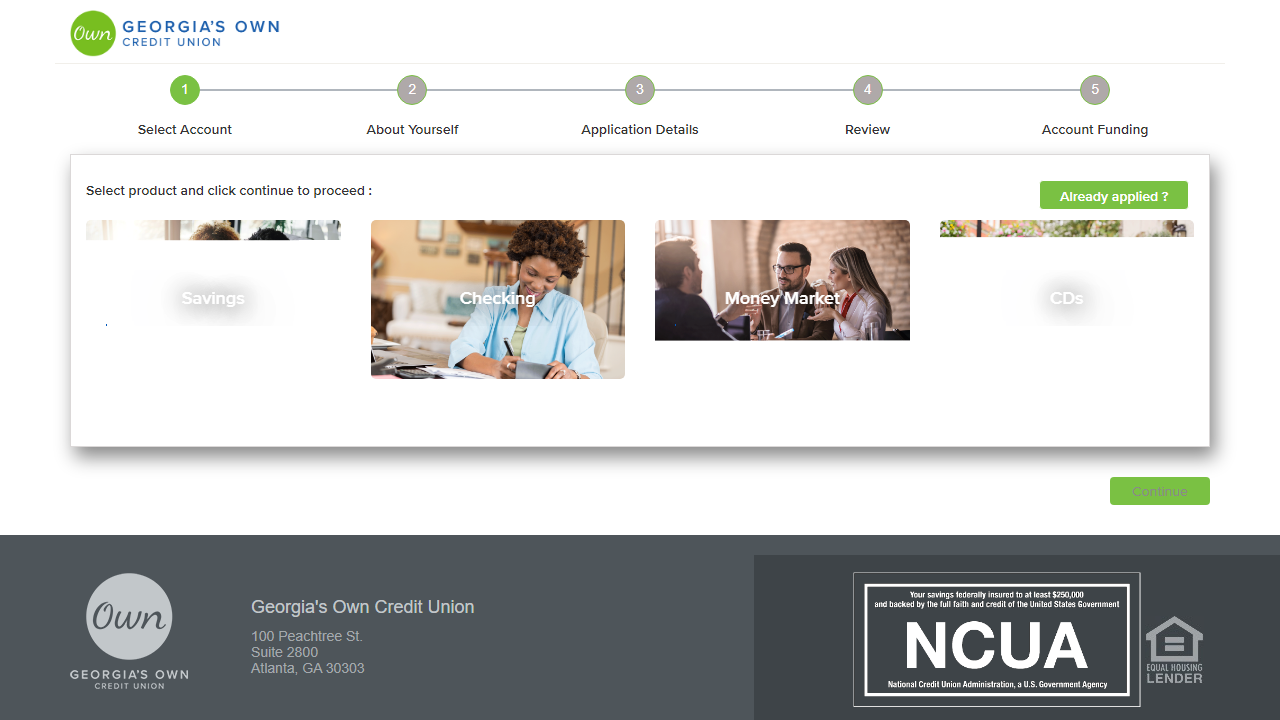 Own
GEORGIA'S OWN
CREDIT UNION
1
2
3
4
5
Select Account
About Yourself
Application Details
Review
Account Funding
Select product and click continue to proceed :
Already applied ?
Savings
Checking
Money Market
CDs
Continue
Own
GEORGIA'S OWN
CREDIT UNION
Georgia's Own Credit Union
100 Peachtree St.
Suite 2800
Atlanta, GA 30303
Your savings federally insured to at least $250,000
and backed by the full faith and credit of the United States Government
NCUA
National Credit Union Administration, a U.S. Government Agency
EQUAL HOUSING
LENDER